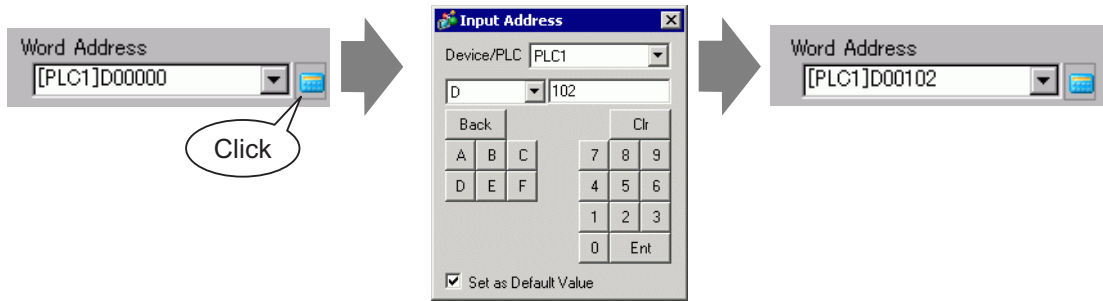 Word Address
[PLC1]D00000
Click
Input Address
Device/PLC PLC1
D 102
Back Clr
A B C 7 8 9
D E F 4 5 6
1 2 3
0 Ent
Set as Default Value
Word Address
[PLC1]D00102